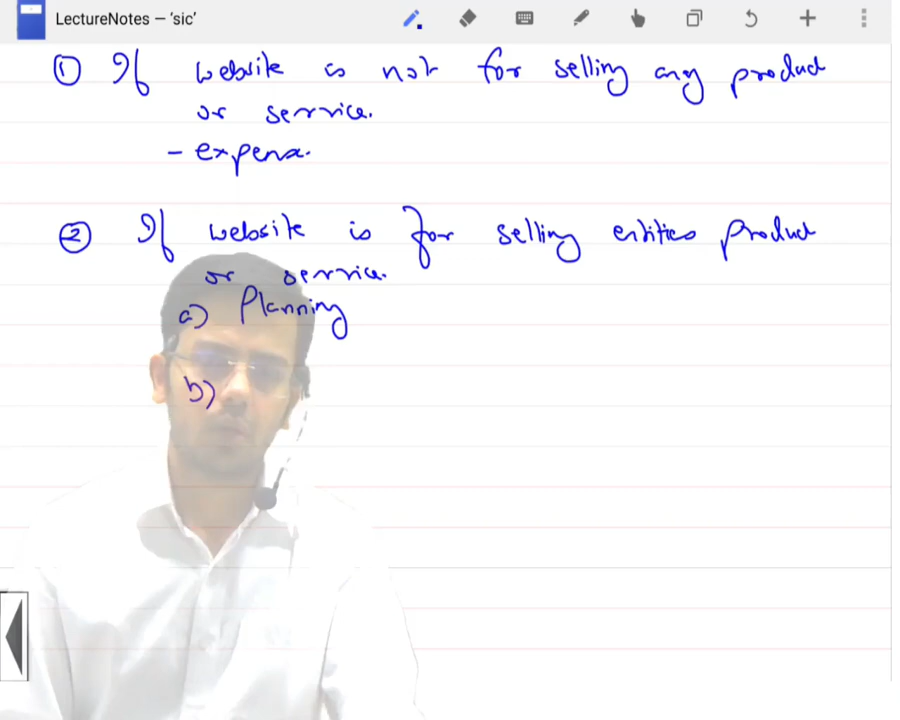 LectureNotes – 'sic'
① If website is not for selling any product
or service.
- expense.
② If website is for selling entities product
or service.
a) Planning
b)